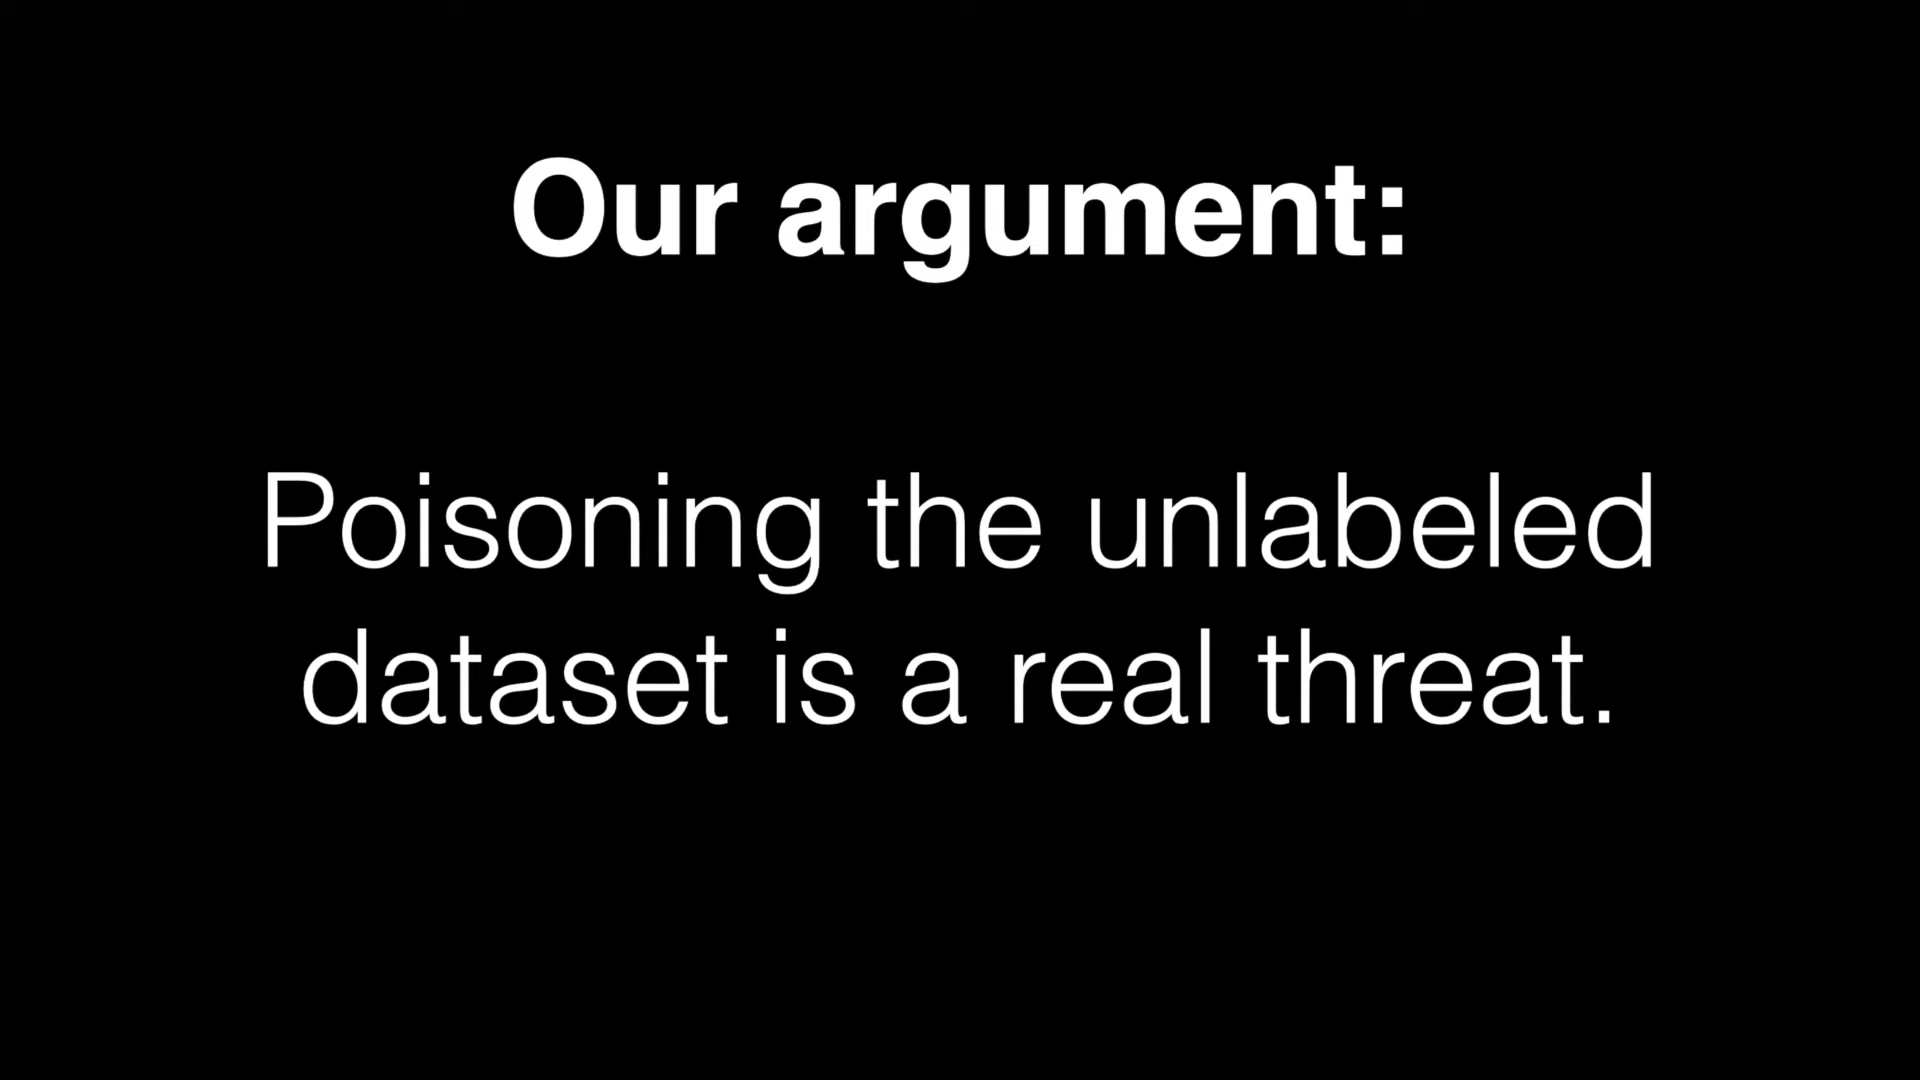 Our argument:
Poisoning the unlabeled
dataset is a real threat.